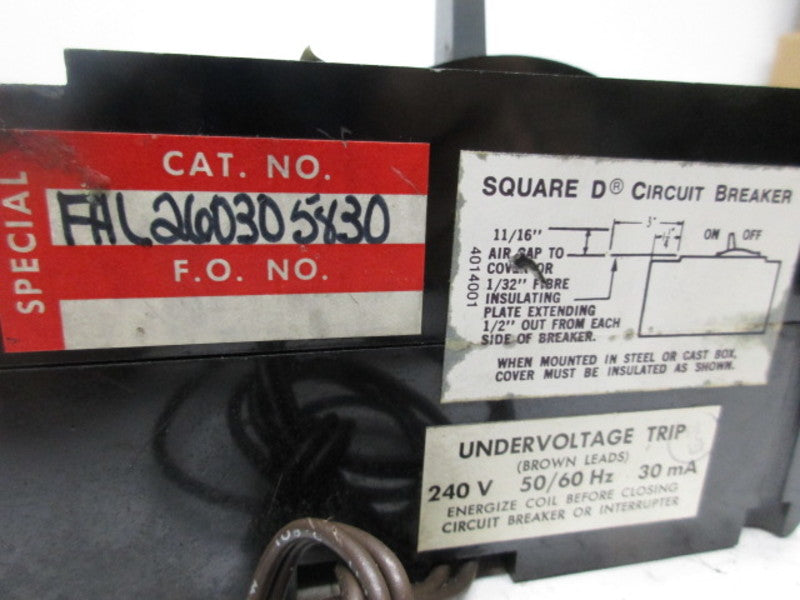 SPECIAL
CAT. NO.
FAL260305830
F.O. NO.
SQUARE D® CIRCUIT BREAKER
3"
11/16"
ON OFF
AIR GAP TO
COVER OR
1/32" FIBRE
INSULATING
PLATE EXTENDING
1/2" OUT FROM EACH
SIDE OF BREAKER.
4014001
WHEN MOUNTED IN STEEL OR CAST BOX,
COVER MUST BE INSULATED AS SHOWN.
UNDERVOLTAGE TRIP
(BROWN LEADS)
240 V 50/60 Hz 30 mA
ENERGIZE COIL BEFORE CLOSING
CIRCUIT BREAKER OR INTERRUPTER